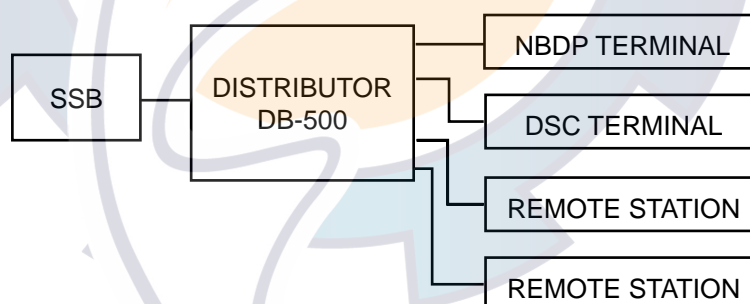 SSB
DISTRIBUTOR
DB-500
NBDP TERMINAL
DSC TERMINAL
REMOTE STATION
REMOTE STATION